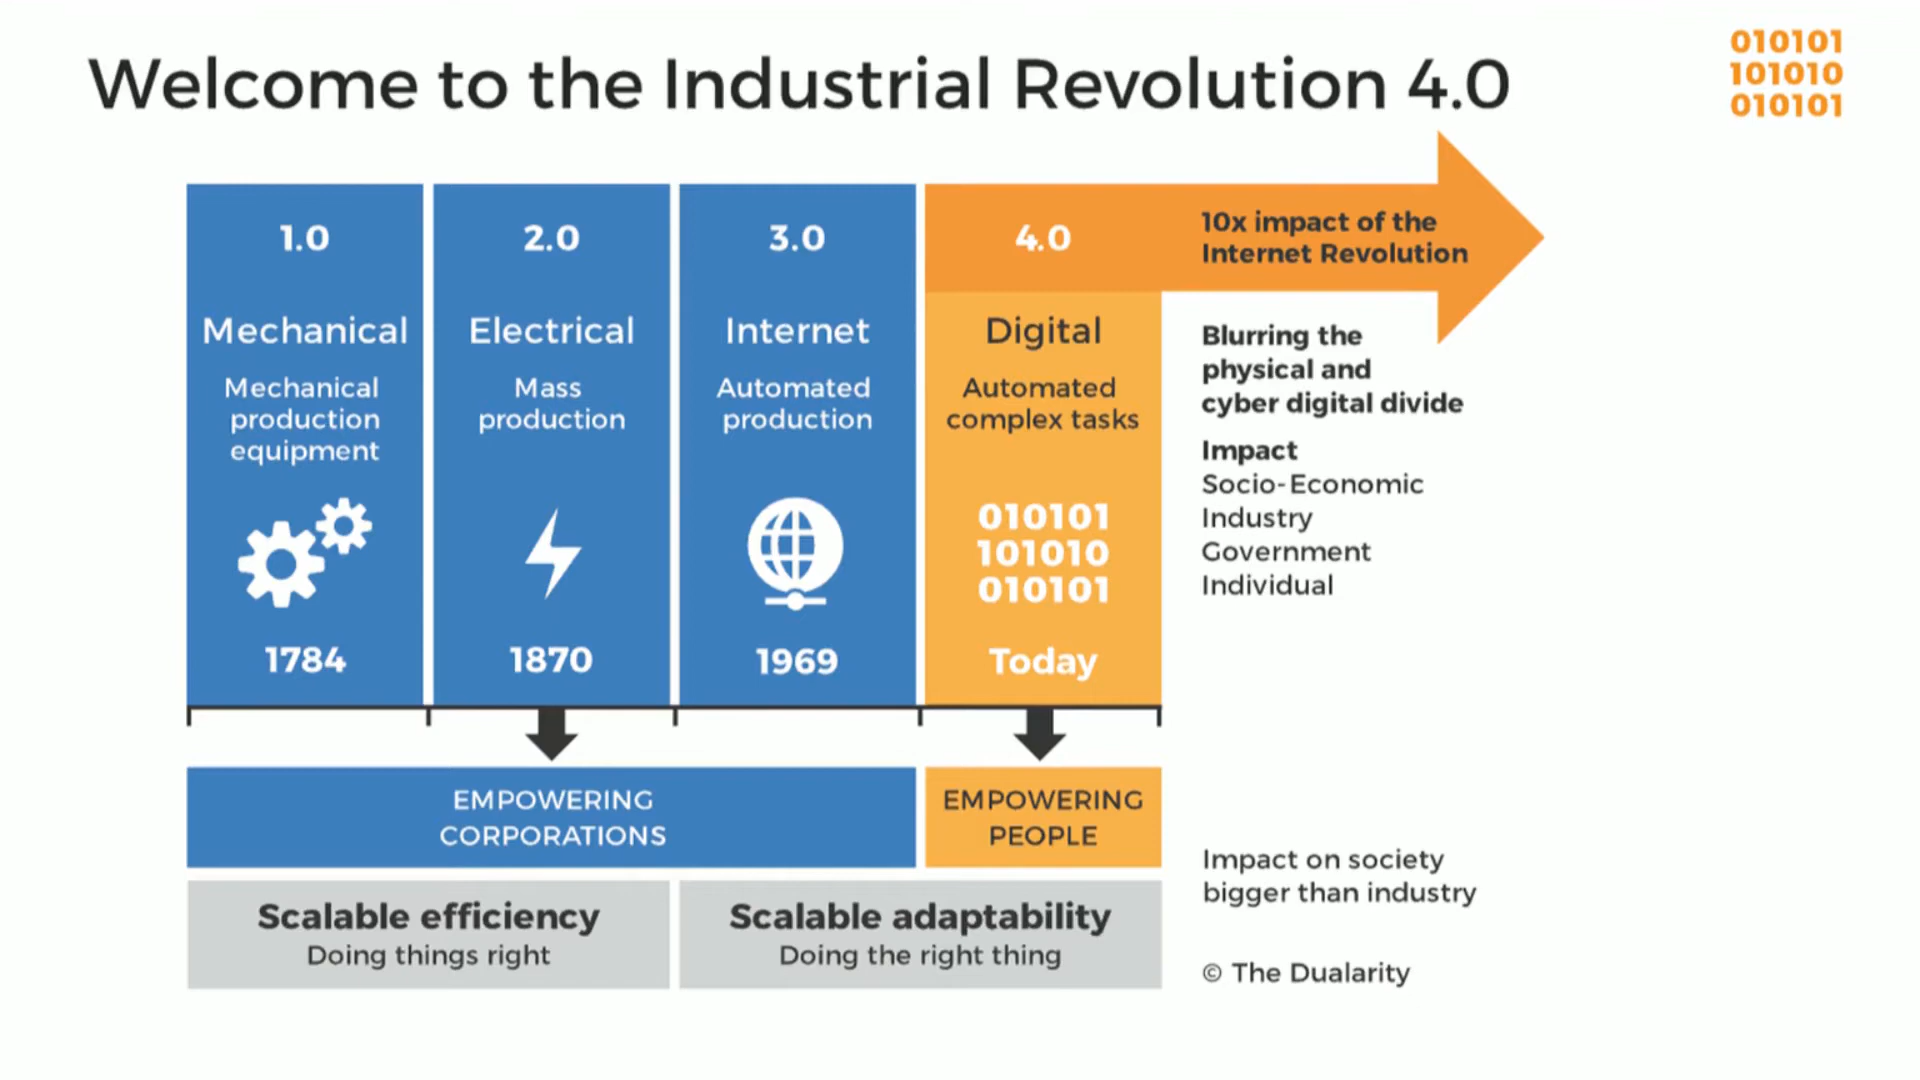 Welcome to the Industrial Revolution 4.0
010101
101010
010101
1.0
Mechanical
Mechanical
production
equipment
1784
2.0
Electrical
Mass
production
1870
3.0
Internet
Automated
production
1969
4.0
Digital
Automated
complex tasks
010101
101010
010101
Today
10x impact of the
Internet Revolution
Blurring the
physical and
cyber digital divide
Impact
Socio-Economic
Industry
Government
Individual
EMPOWERING
CORPORATIONS
EMPOWERING
PEOPLE
Scalable efficiency
Doing things right
Scalable adaptability
Doing the right thing
Impact on society
bigger than industry
© The Dualarity